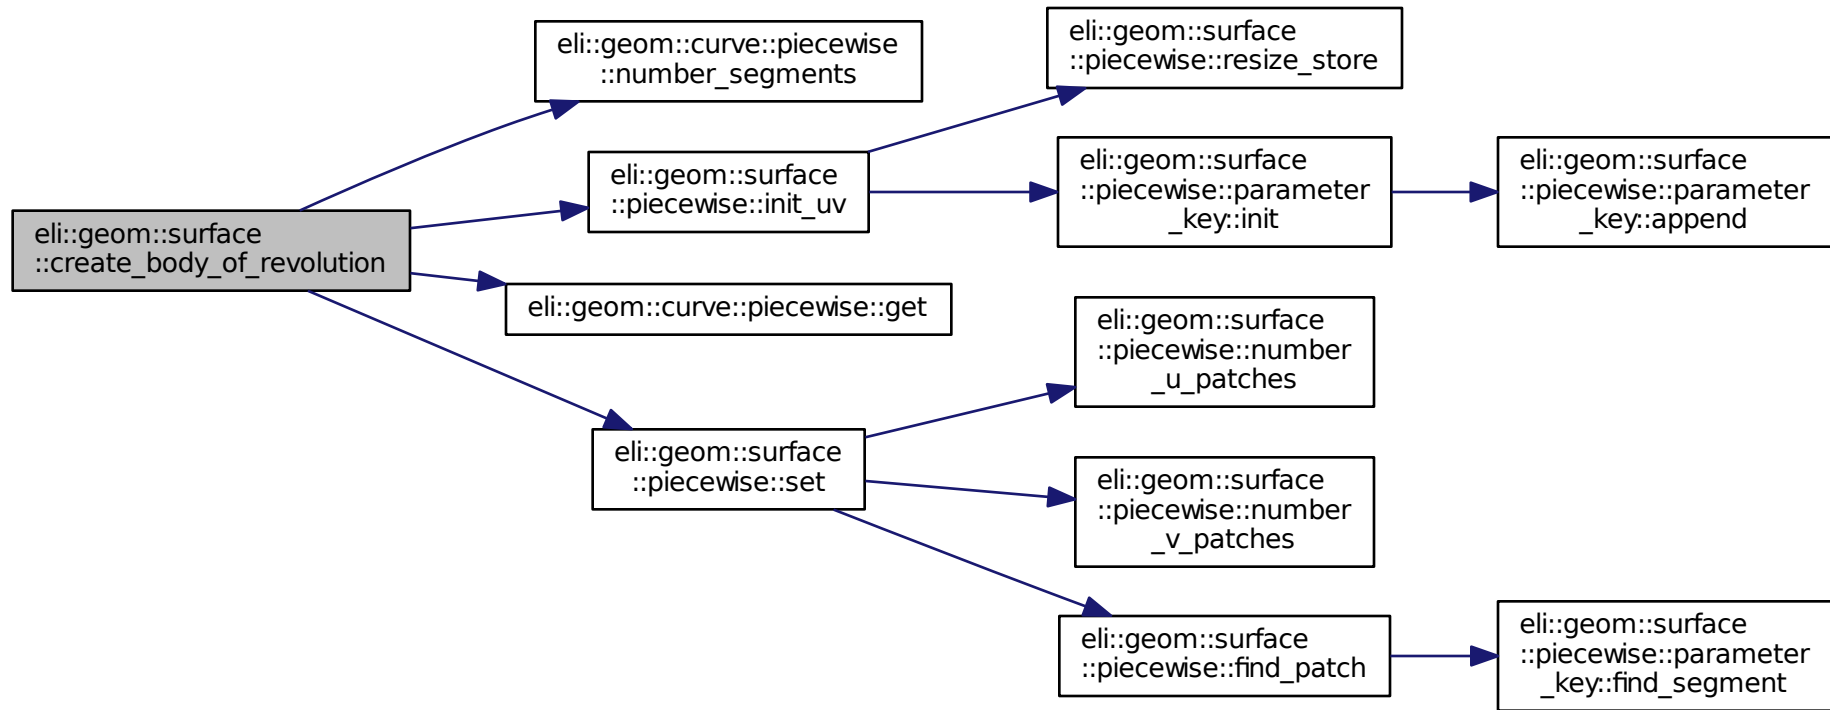 eli::geom::surface
::create_body_of_revolution
eli::geom::curve::piecewise
::number_segments
eli::geom::surface
::piecewise::init_uv
eli::geom::curve::piecewise::get
eli::geom::surface
::piecewise::set
eli::geom::surface
::piecewise::resize_store
eli::geom::surface
::piecewise::parameter
_key::init
eli::geom::surface
::piecewise::number
_u_patches
eli::geom::surface
::piecewise::number
_v_patches
eli::geom::surface
::piecewise::find_patch
eli::geom::surface
::piecewise::parameter
_key::append
eli::geom::surface
::piecewise::parameter
_key::find_segment